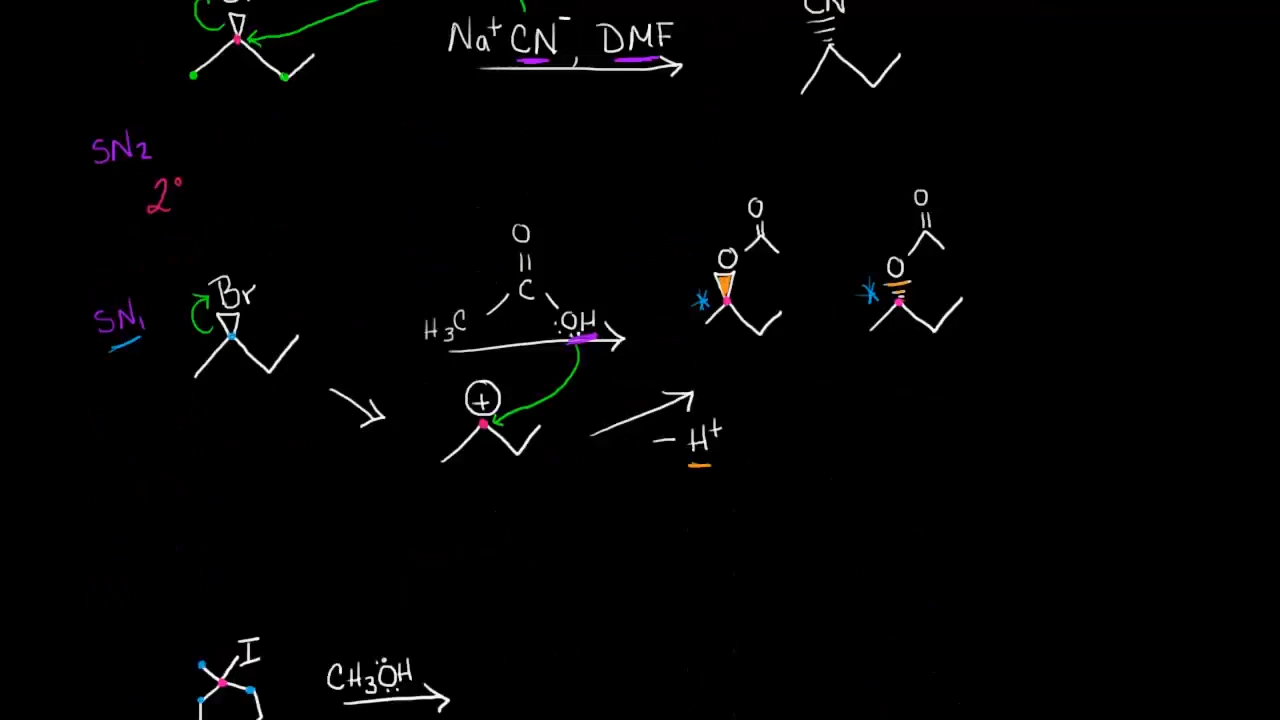 CN
Na⁺ CN⁻, DMF
SN2
2°
O
O
O
O
O
C
Br
SN1
H₃C
OH
+
− H⁺
I
CH₃OH